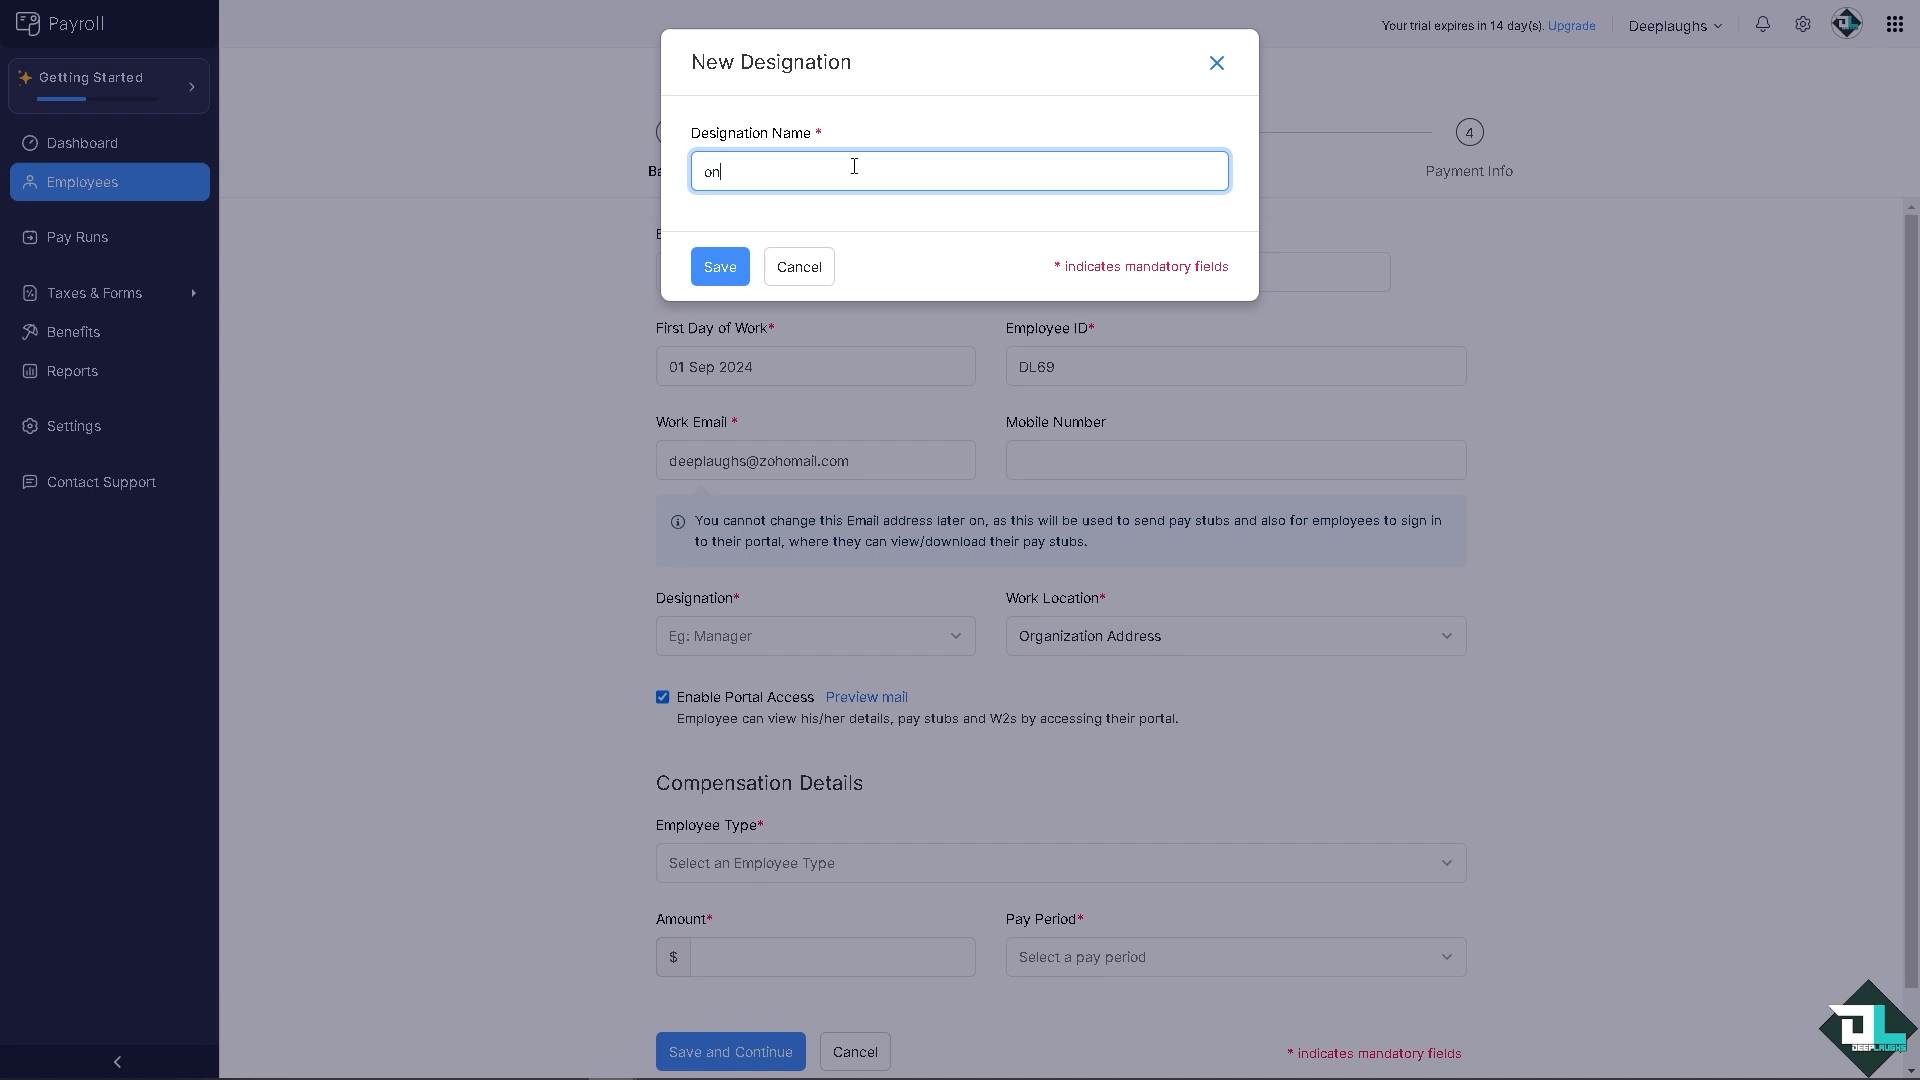 Payroll
Your trial expires in 14 day(s). Upgrade
Deeplaughs
Getting Started
Dashboard
Employees
Pay Runs
Taxes & Forms
Benefits
Reports
Settings
Contact Support
New Designation
Designation Name *
on
Save
Cancel
* indicates mandatory fields
4
Payment Info
First Day of Work*
Employee ID*
01 Sep 2024
DL69
Work Email *
Mobile Number
deeplaughs@zohomail.com
You cannot change this Email address later on, as this will be used to send pay stubs and also for employees to sign in
to their portal, where they can view/download their pay stubs.
Designation*
Work Location*
Eg: Manager
Organization Address
Enable Portal Access Preview mail
Employee can view his/her details, pay stubs and W2s by accessing their portal.
Compensation Details
Employee Type*
Select an Employee Type
Amount*
Pay Period*
$
Select a pay period
Save and Continue
Cancel
* indicates mandatory fields
DL
DEEPLAUGHS